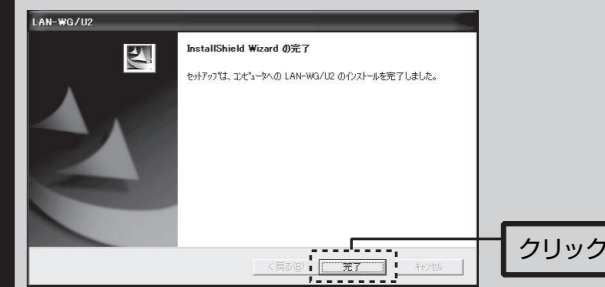 LAN-WG/U2
InstallShield Wizard の完了
セットアップは、コンピュータへの LAN-WG/U2 のインストールを完了しました。
< 戻る(B)
完了
キャンセル
クリック